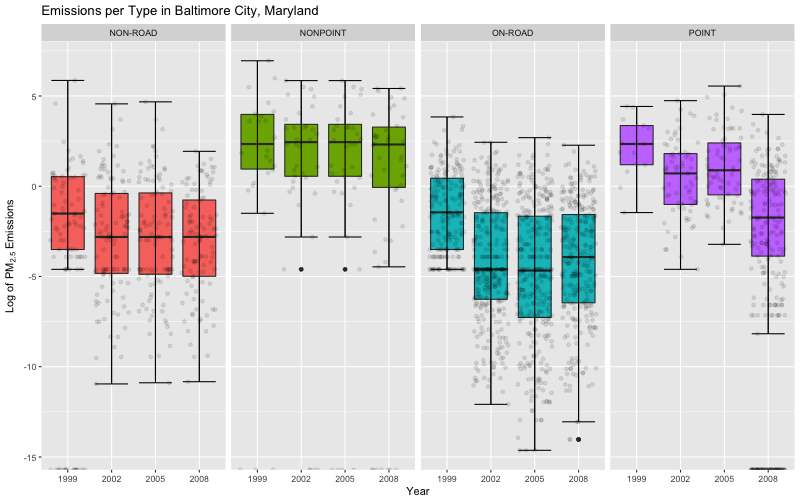 Emissions per Type in Baltimore City, Maryland
NON-ROAD NONPOINT ON-ROAD POINT
Log of PM2.5 Emissions
5
0
-5
-10
-15
1999 2002 2005 2008 1999 2002 2005 2008 1999 2002 2005 2008 1999 2002 2005 2008
Year